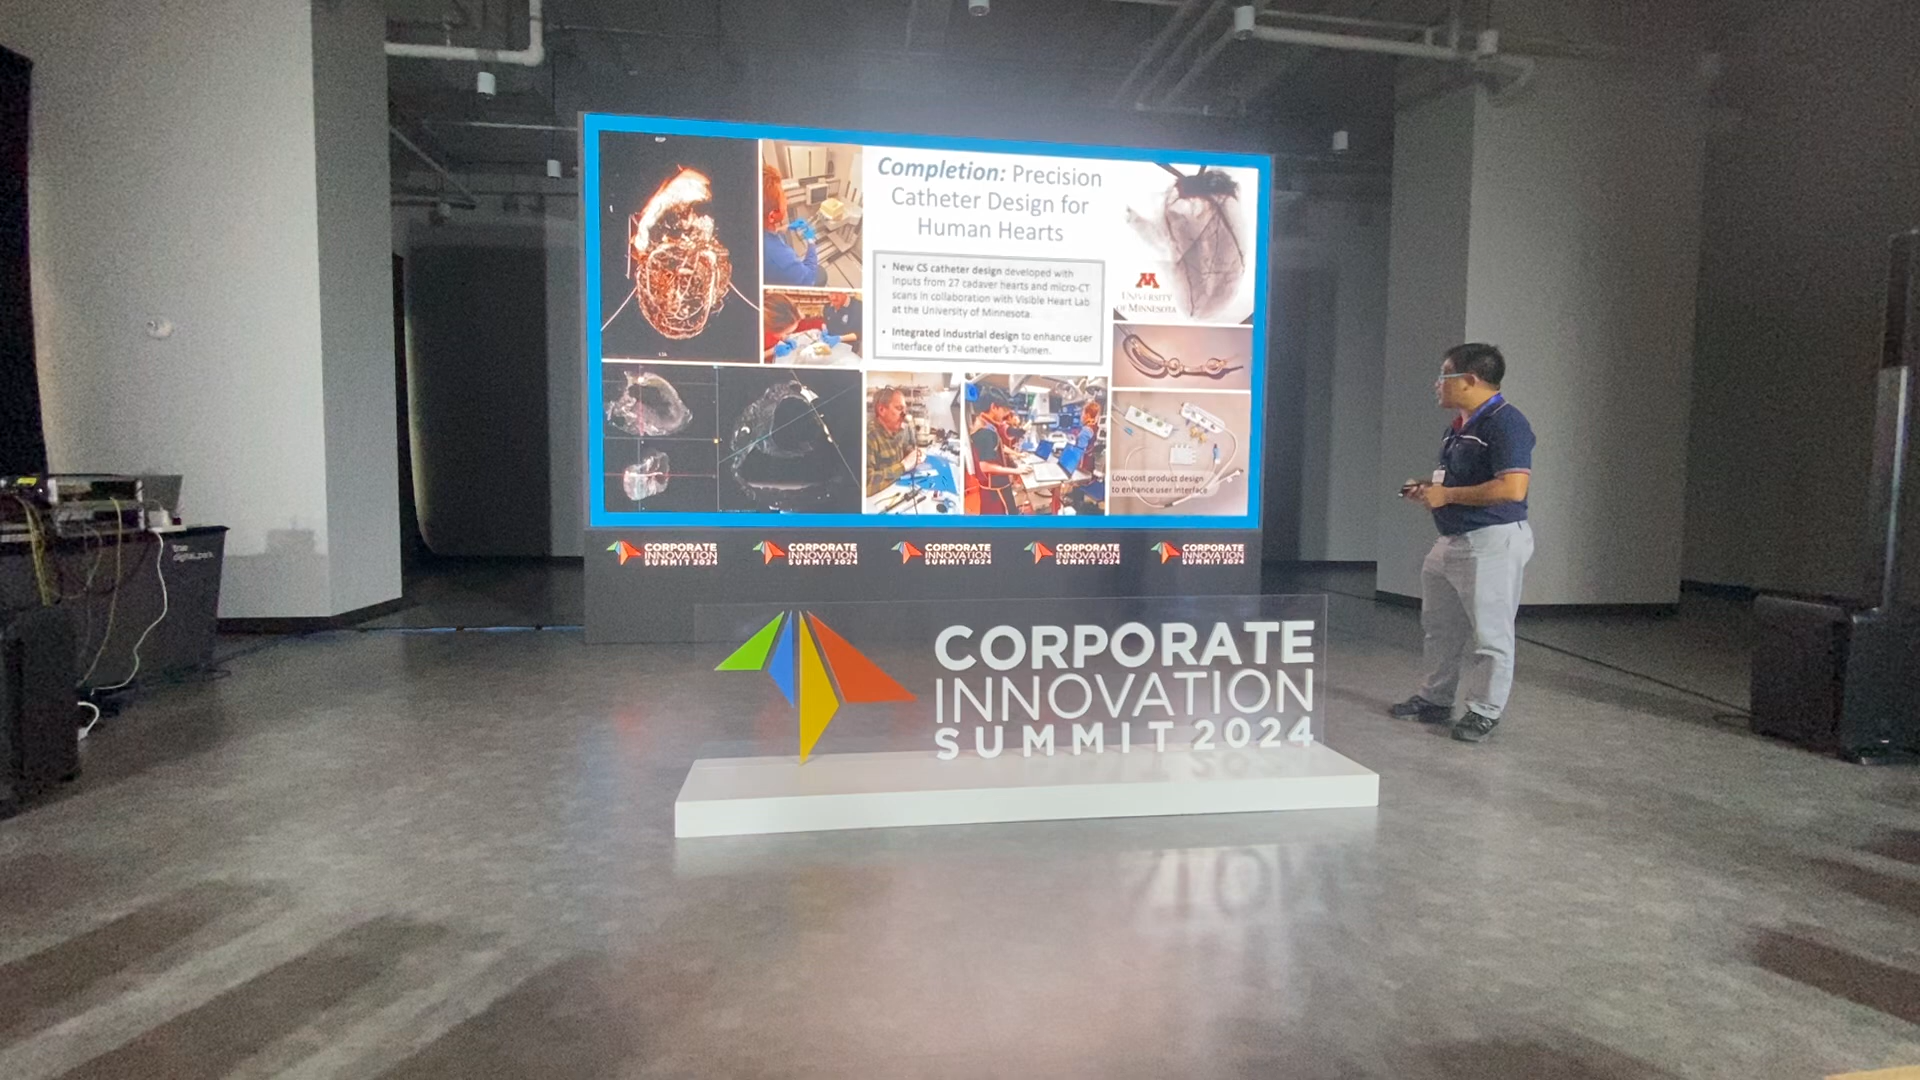 Completion: Precision
Catheter Design for
Human Hearts
• New CS catheter design developed with
inputs from 27 cadaver hearts and micro-CT
scans in collaboration with Visible Heart Lab
at the University of Minnesota.
• Integrated industrial design to enhance user
interface of the catheter's 7-lumen.
M
UNIVERSITY
OF MINNESOTA
Low-cost product design
to enhance user interface
CORPORATE
INNOVATION
SUMMIT 2024
CORPORATE
INNOVATION
SUMMIT 2024
CORPORATE
INNOVATION
SUMMIT 2024
CORPORATE
INNOVATION
SUMMIT 2024
CORPORATE
INNOVATION
SUMMIT 2024
true
digital park
CORPORATE
INNOVATION
SUMMIT 2024